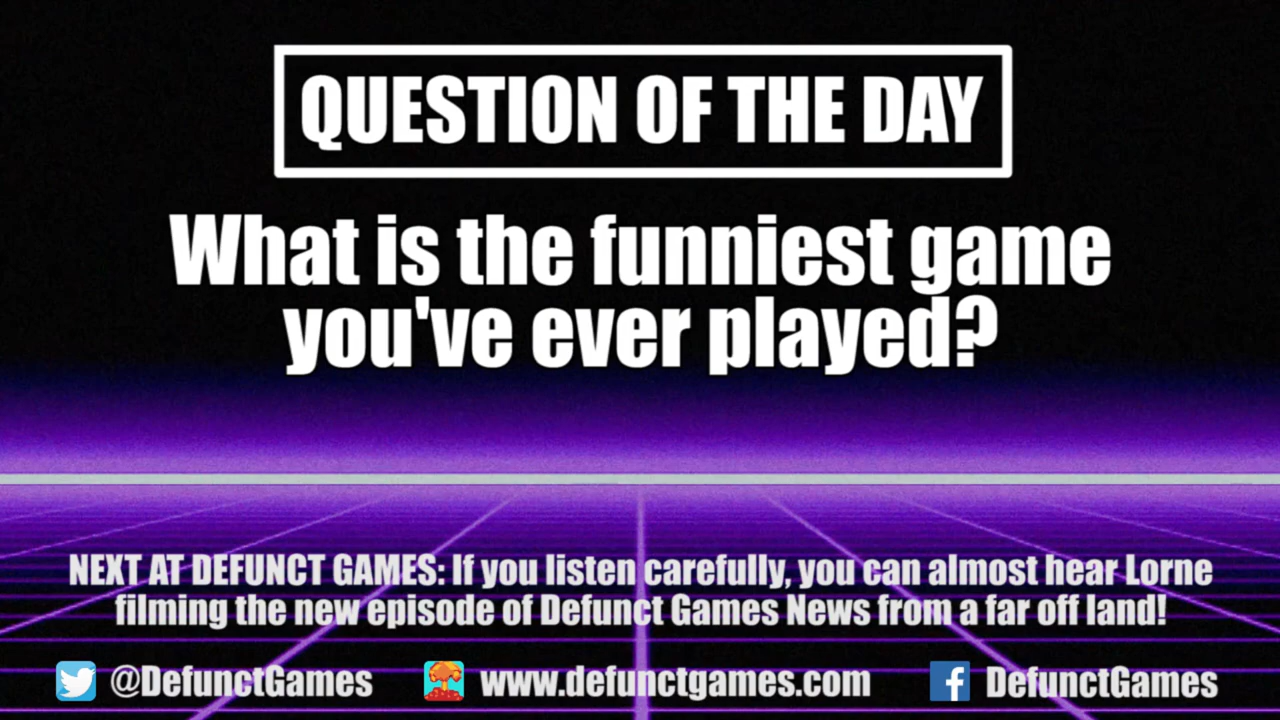 QUESTION OF THE DAY
What is the funniest game
you've ever played?
NEXT AT DEFUNCT GAMES: If you listen carefully, you can almost hear Lorne
filming the new episode of Defunct Games News from a far off land!
@DefunctGames www.defunctgames.com DefunctGames